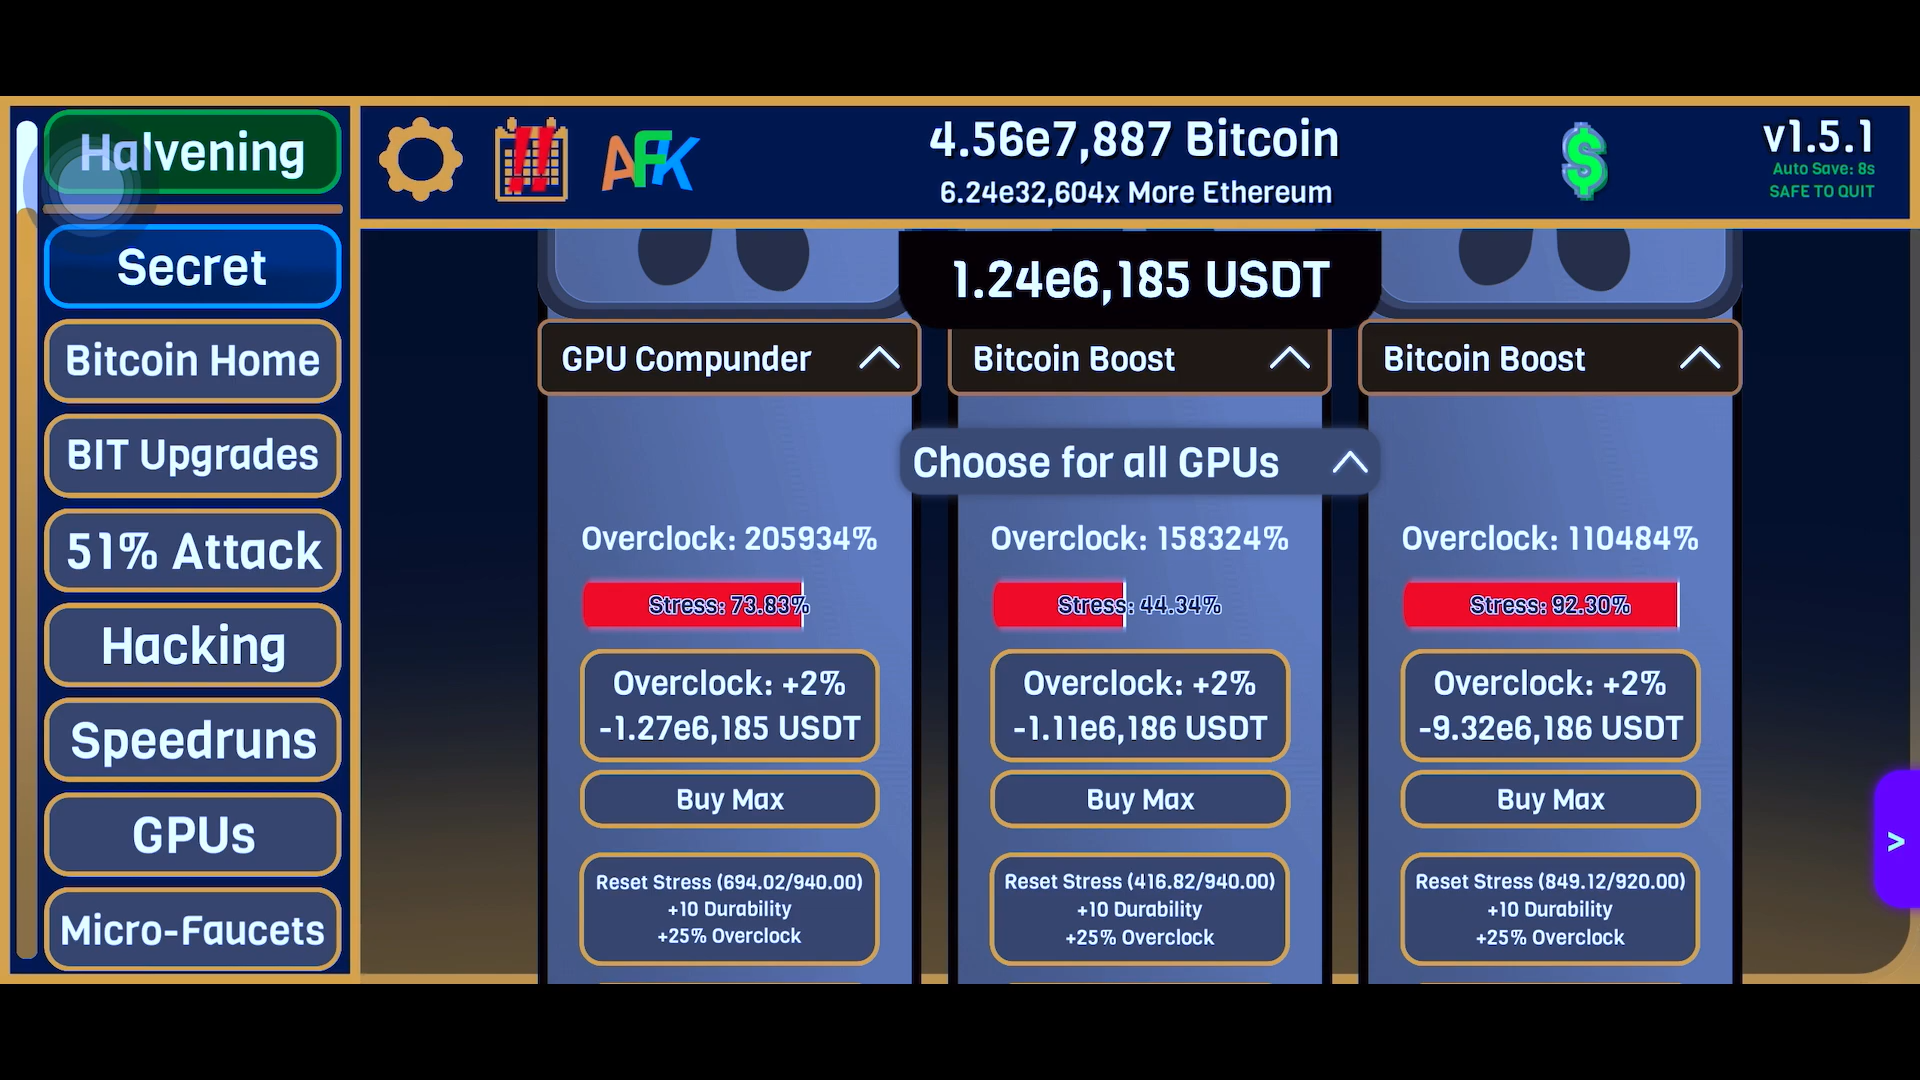 Halvening
Secret
Bitcoin Home
BIT Upgrades
51% Attack
Hacking
Speedruns
GPUs
Micro-Faucets
!!
AFK
4.56e7,887 Bitcoin
6.24e32,604x More Ethereum
$
v1.5.1
Auto Save: 8s
SAFE TO QUIT
1.24e6,185 USDT
GPU Compunder
Bitcoin Boost
Bitcoin Boost
Choose for all GPUs
Overclock: 205934%
Stress: 73.83%
Overclock: +2%
-1.27e6,185 USDT
Buy Max
Reset Stress (694.02/940.00)
+10 Durability
+25% Overclock
Overclock: 158324%
Stress: 44.34%
Overclock: +2%
-1.11e6,186 USDT
Buy Max
Reset Stress (416.82/940.00)
+10 Durability
+25% Overclock
Overclock: 110484%
Stress: 92.30%
Overclock: +2%
-9.32e6,186 USDT
Buy Max
Reset Stress (849.12/920.00)
+10 Durability
+25% Overclock
>